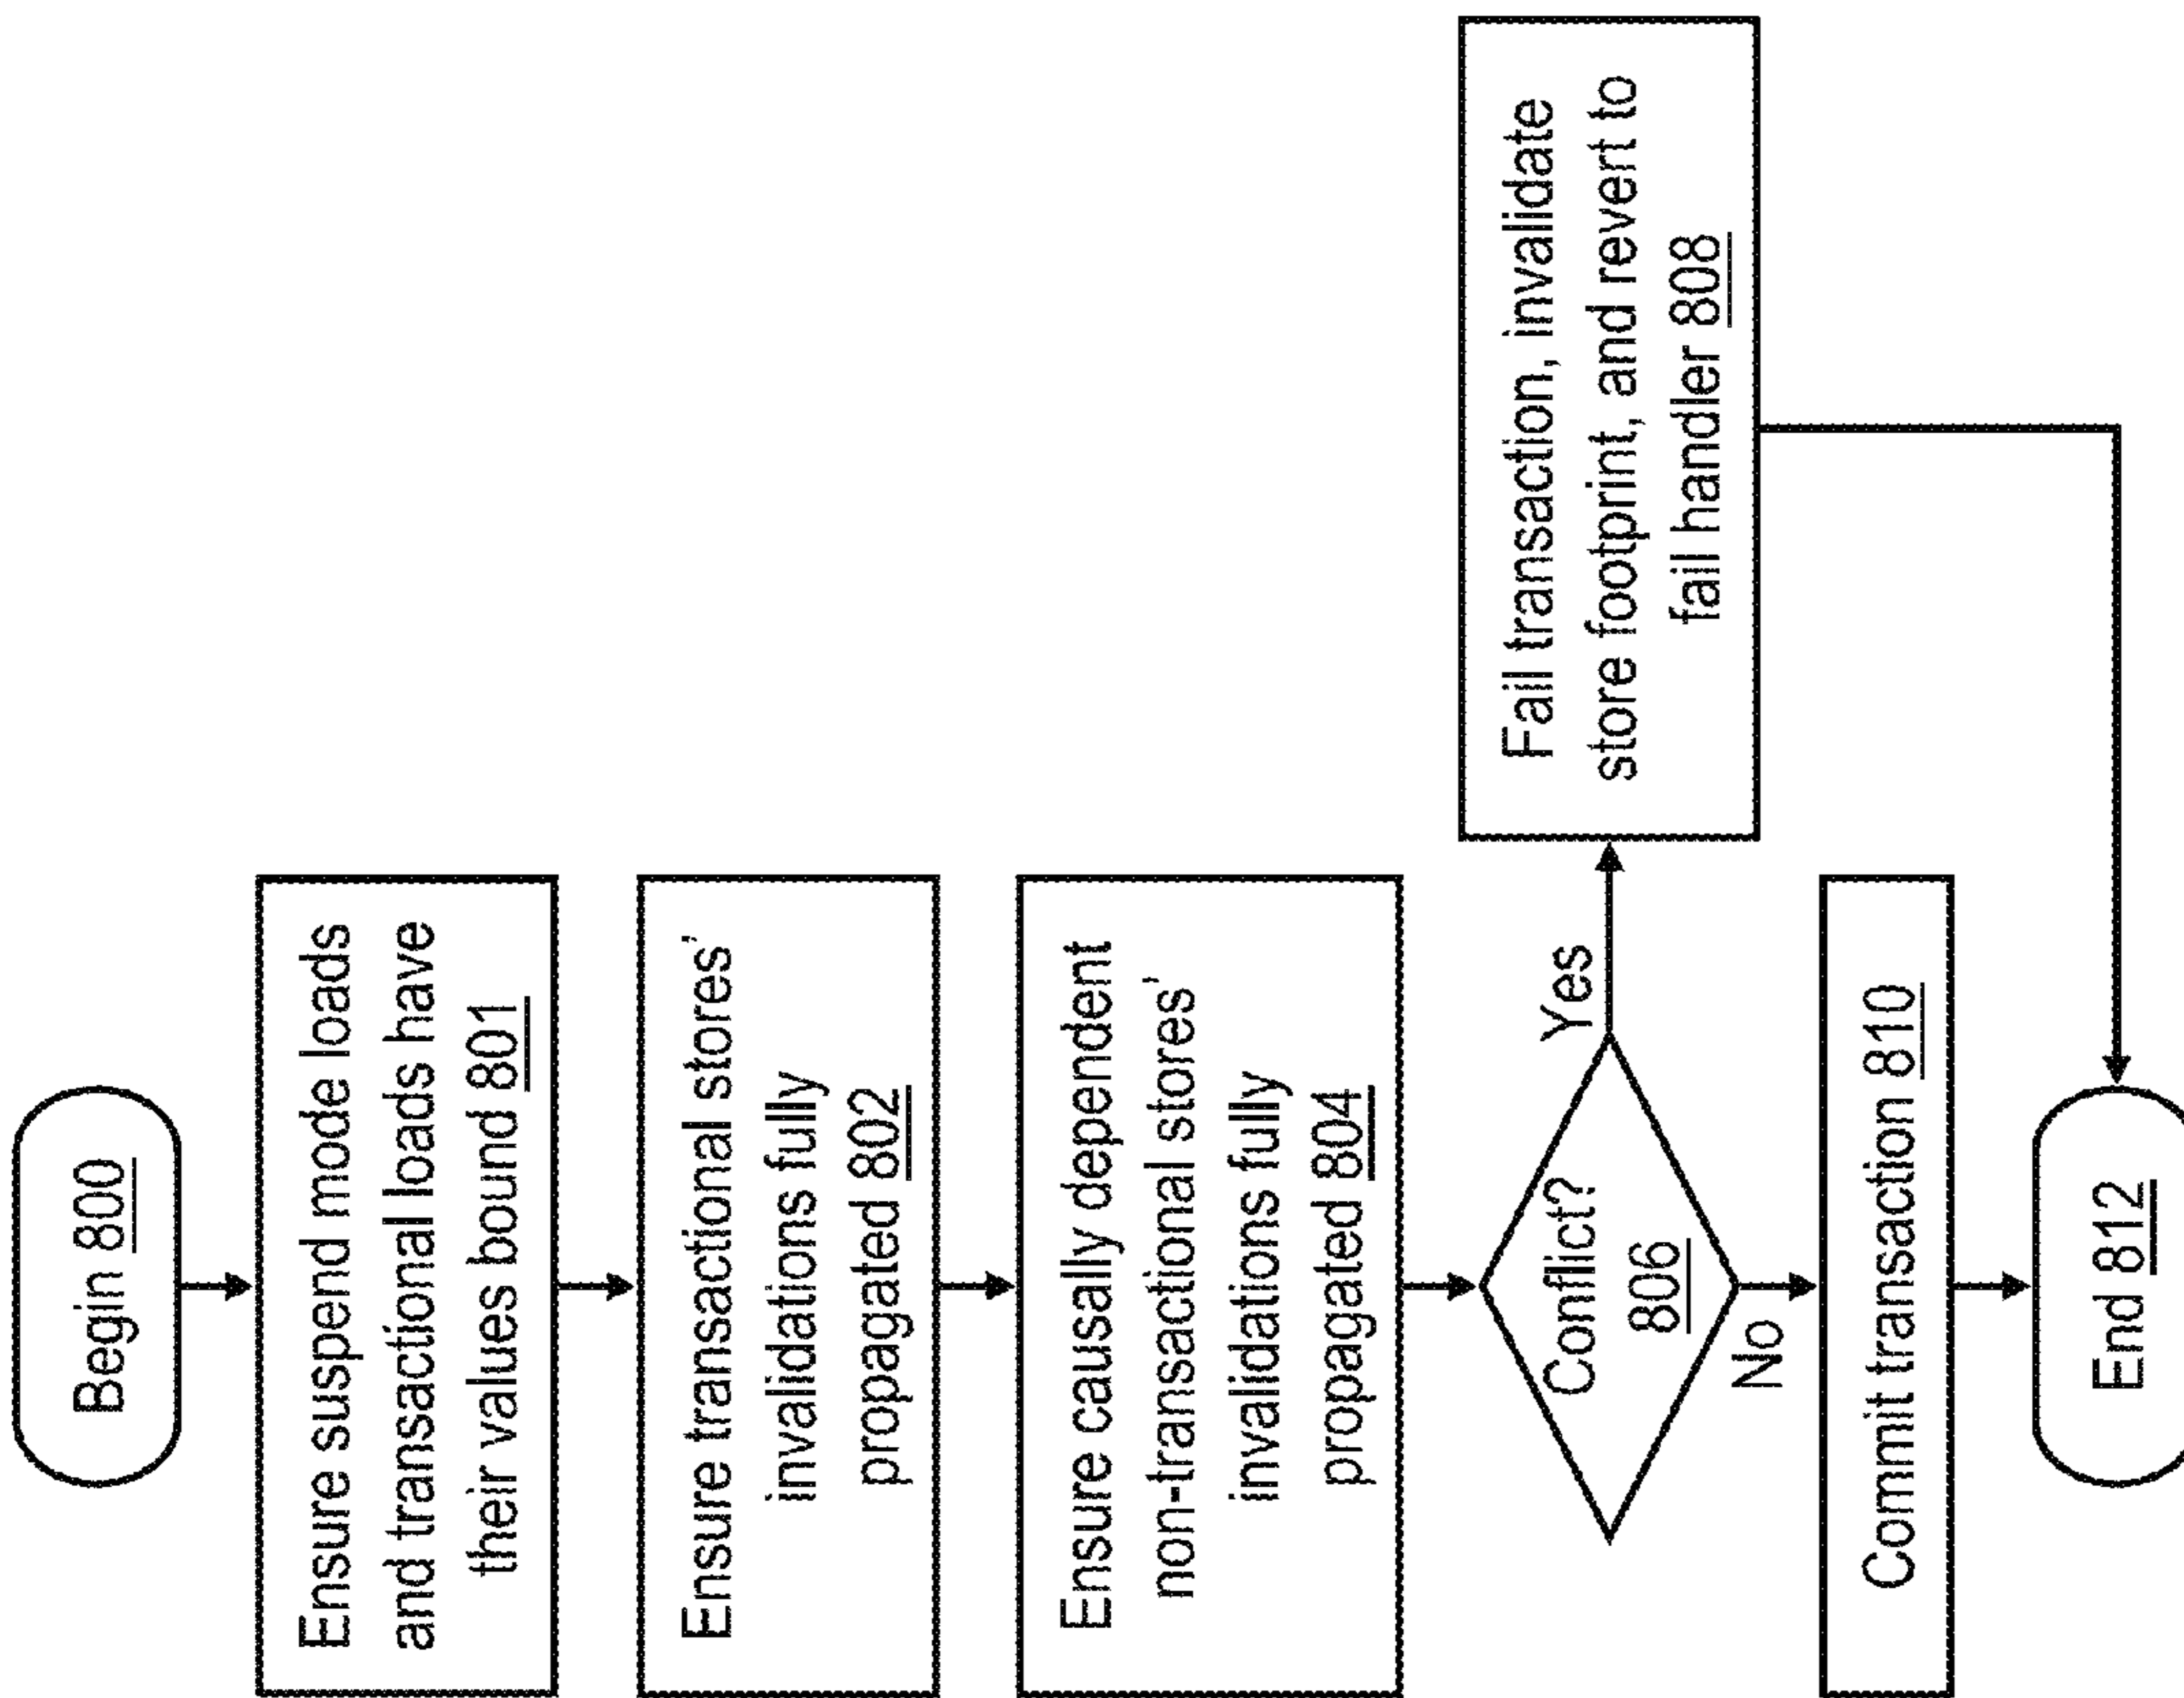 Begin 800
Ensure suspend mode loads
and transactional loads have
their values bound 801
Ensure transactional stores'
invalidations fully
propagated 802
Ensure causally dependent
non-transactional stores'
invalidations fully
propagated 804
Conflict?
806
Yes
Fail transaction, invalidate
store footprint, and revert to
fail handler 808
No
Commit transaction 810
End 812